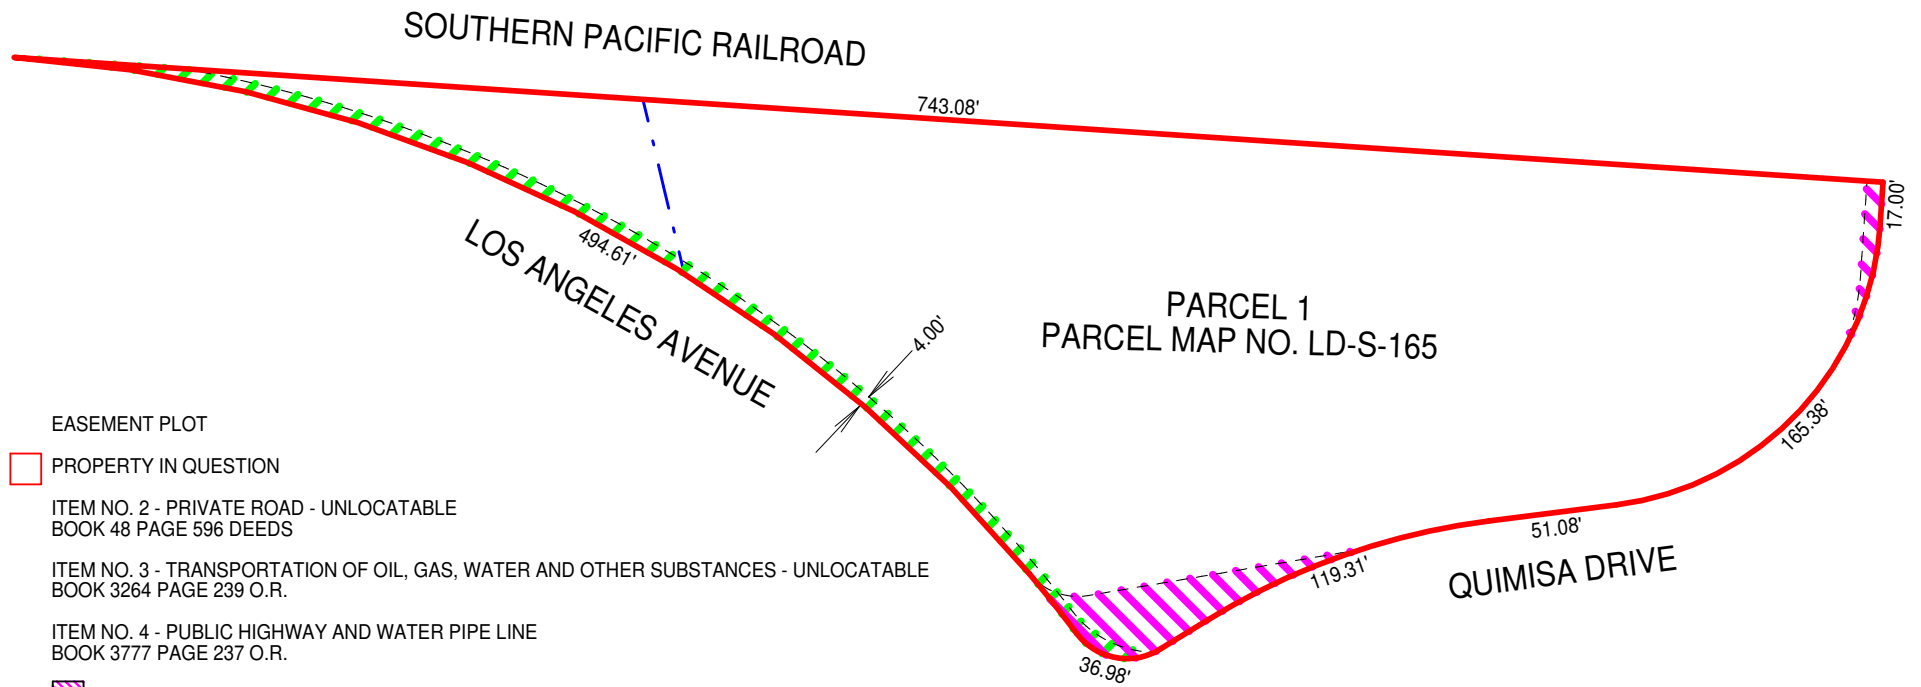 SOUTHERN PACIFIC RAILROAD
743.08'
17.00'
494.61'
LOS ANGELES AVENUE
4.00'
PARCEL 1
PARCEL MAP NO. LD-S-165
165.38'
51.08'
119.31'
QUIMISA DRIVE
36.98'
EASEMENT PLOT
PROPERTY IN QUESTION
ITEM NO. 2 - PRIVATE ROAD - UNLOCATABLE
BOOK 48 PAGE 596 DEEDS
ITEM NO. 3 - TRANSPORTATION OF OIL, GAS, WATER AND OTHER SUBSTANCES - UNLOCATABLE
BOOK 3264 PAGE 239 O.R.
ITEM NO. 4 - PUBLIC HIGHWAY AND WATER PIPE LINE
BOOK 3777 PAGE 237 O.R.